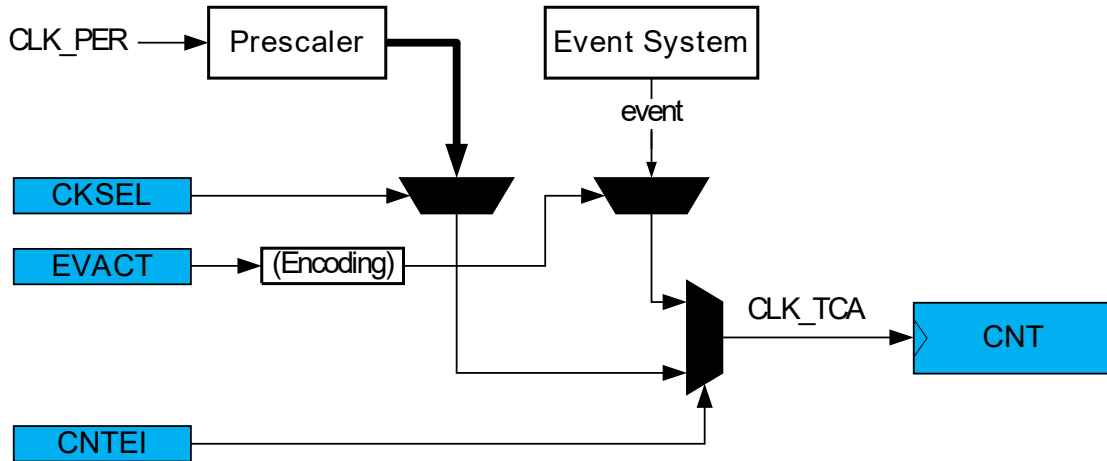 CLK_PER
Prescaler
Event System
event
CKSEL
EVACT
(Encoding)
CLK_TCA
CNT
CNTEI